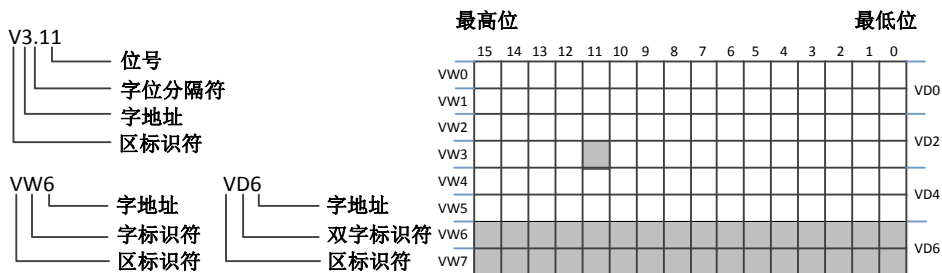 V3.11
位号
字位分隔符
字地址
区标识符
VW6
字地址
字标识符
区标识符
VD6
字地址
双字标识符
区标识符
最高位 最低位
15 14 13 12 11 10 9 8 7 6 5 4 3 2 1 0
VW0
VW1
VW2
VW3
VW4
VW5
VW6
VW7
VD0
VD2
VD4
VD6